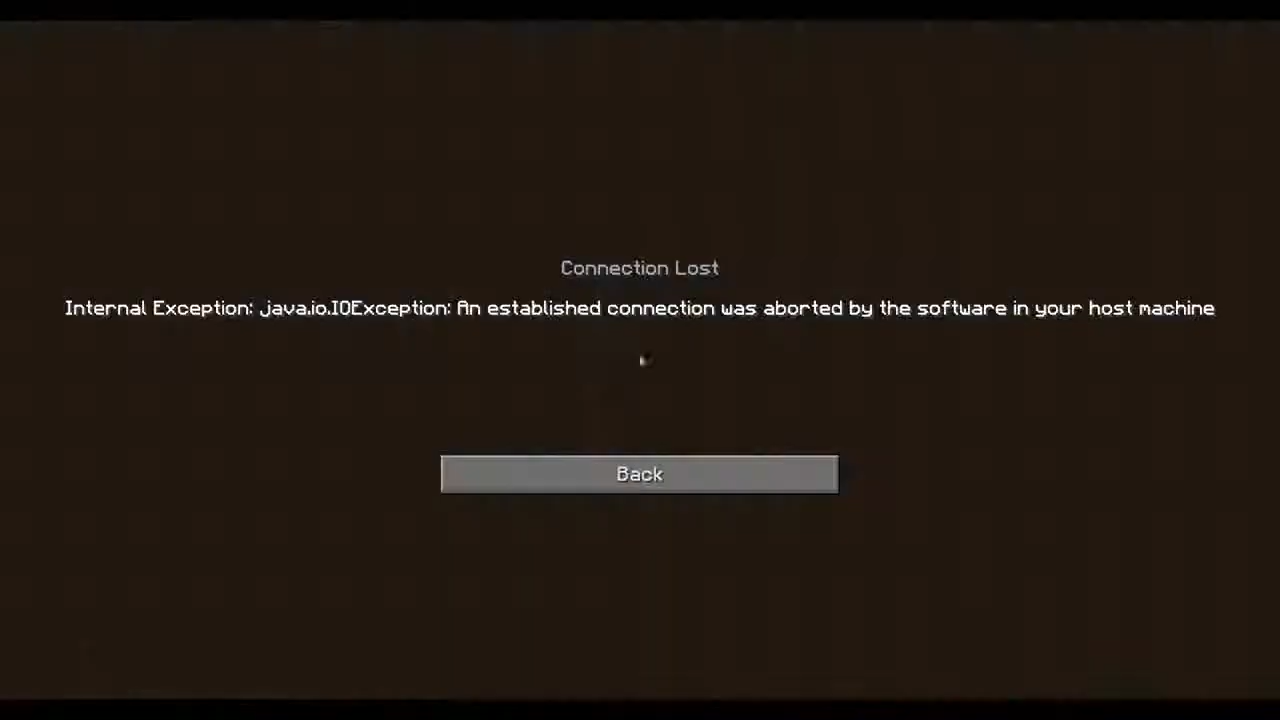 Connection Lost
Internal Exception: java.io.IOException: An established connection was aborted by the software in your host machine
Back